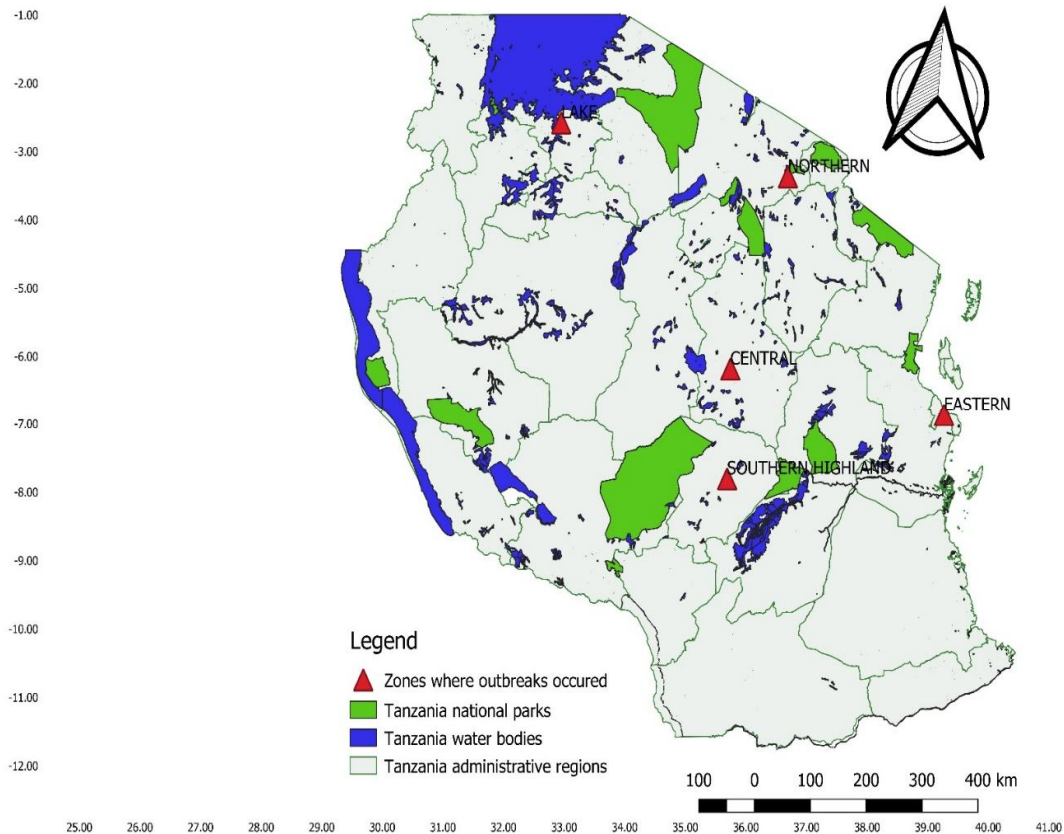 -1.00
-2.00
-3.00
-4.00
-5.00
-6.00
-7.00
-8.00
-9.00
-10.00
-11.00
-12.00
LAKE
NORTHERN
CENTRAL
EASTERN
SOUTHERN HIGHLAND
Legend
Zones where outbreaks occured
Tanzania national parks
Tanzania water bodies
Tanzania administrative regions
100 0 100 200 300 400 km
25.00 26.00 27.00 28.00 29.00 30.00 31.00 32.00 33.00 34.00 35.00 36.00 37.00 38.00 39.00 40.00 41.00